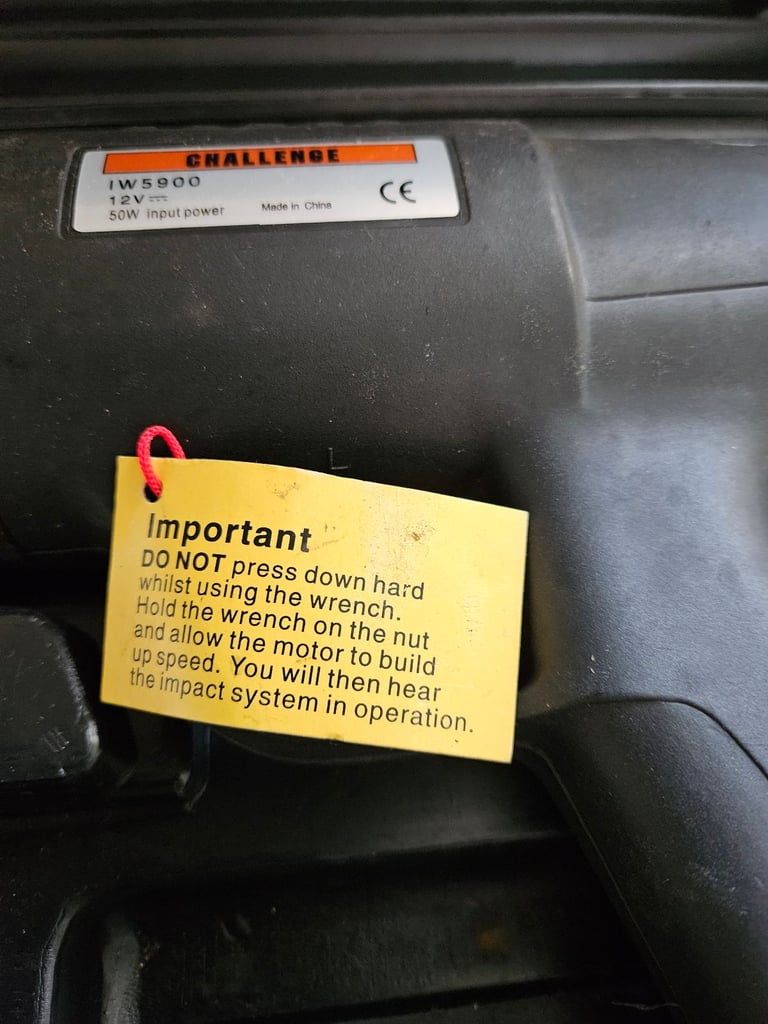 CHALLENGE
IW5900
12V⎓
50W input power
Made in China
CE
L
Important
DO NOT press down hard
whilst using the wrench.
Hold the wrench on the nut
and allow the motor to build
up speed. You will then hear
the impact system in operation.